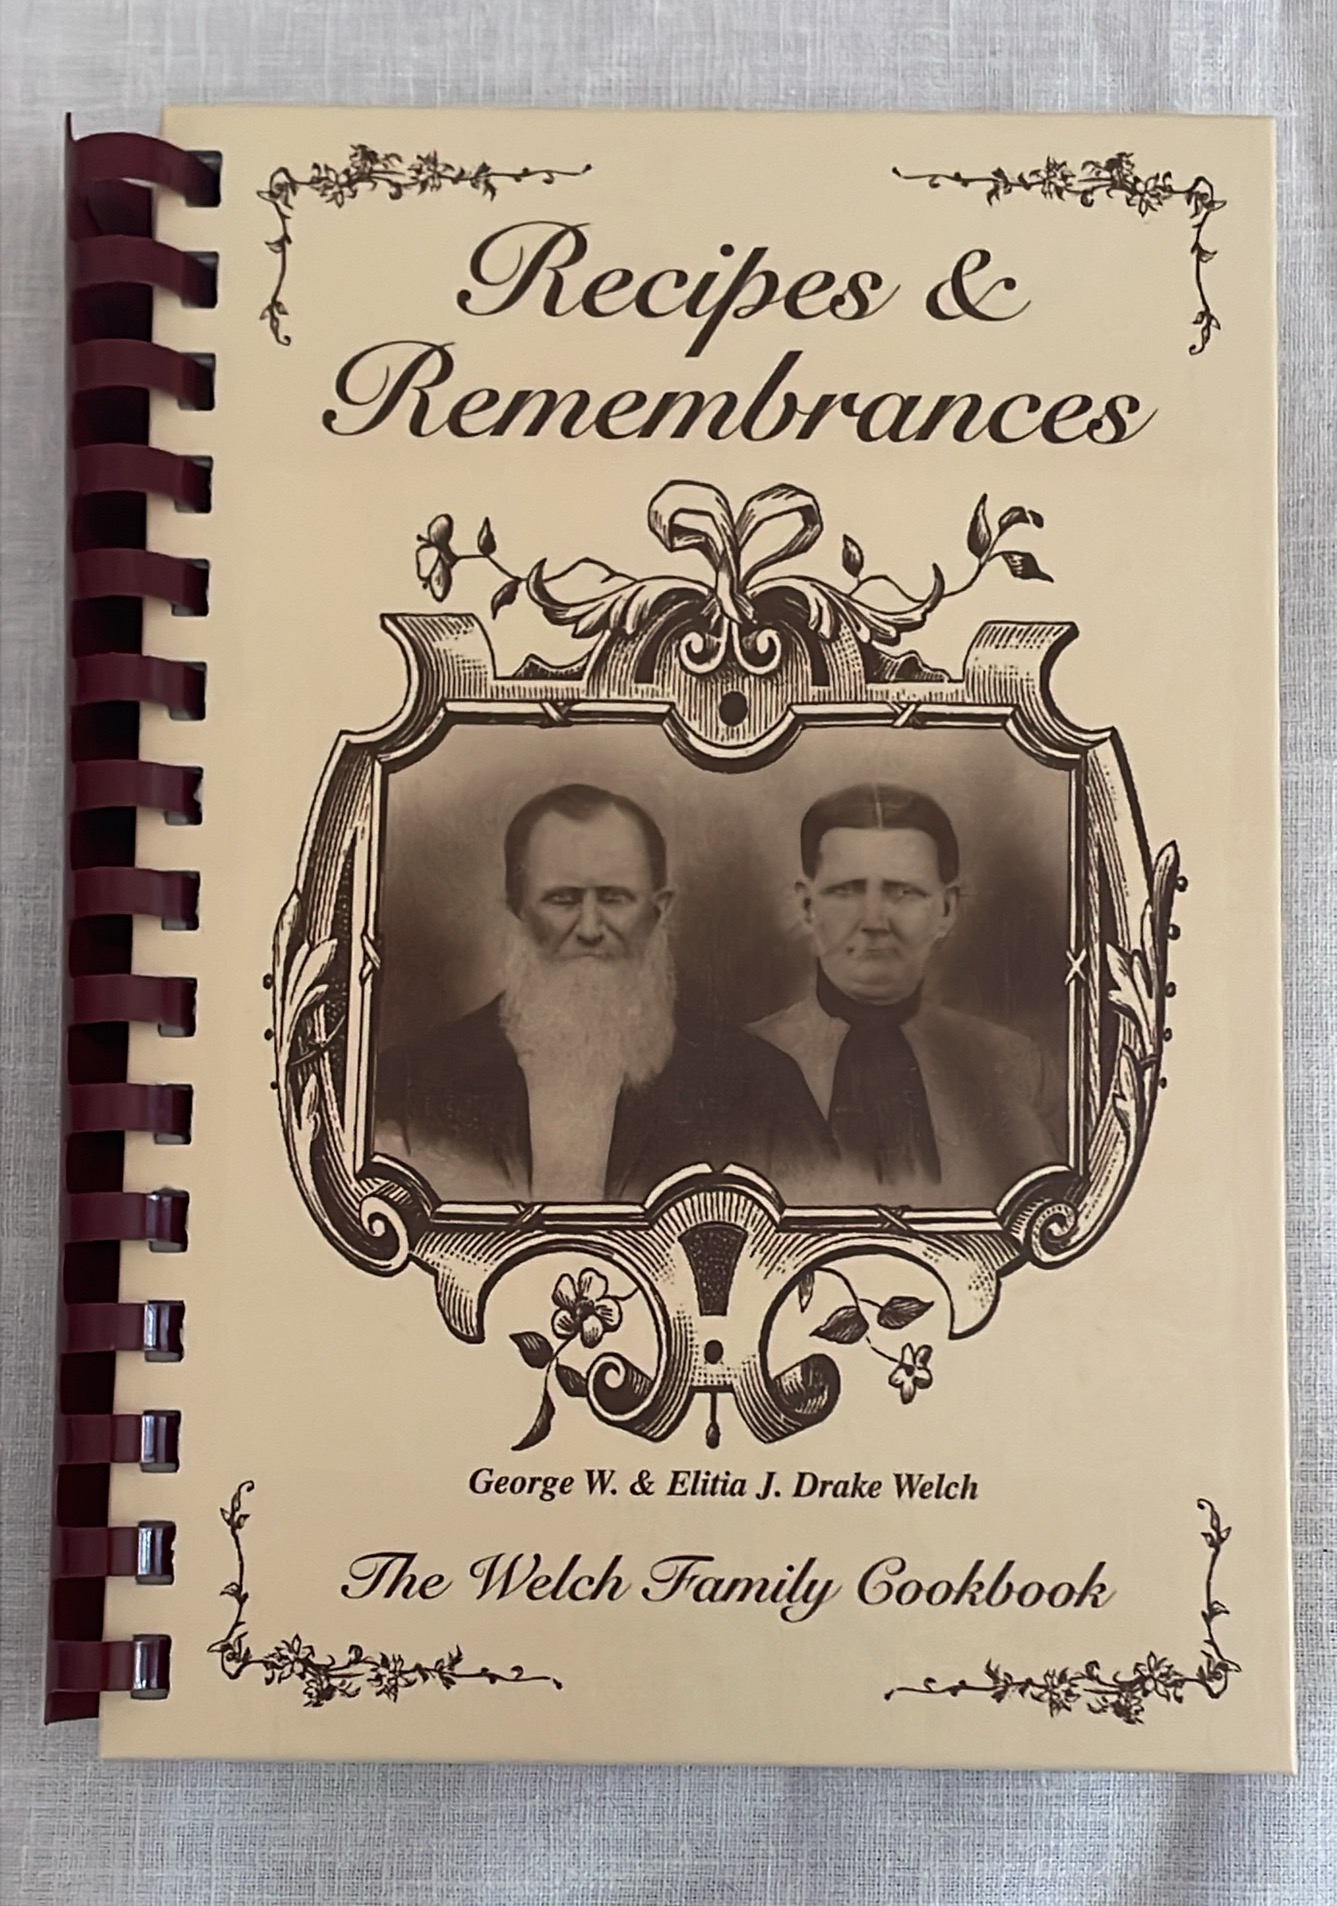 Recipes &
Remembrances
George W. & Elitia J. Drake Welch
The Welch Family Cookbook